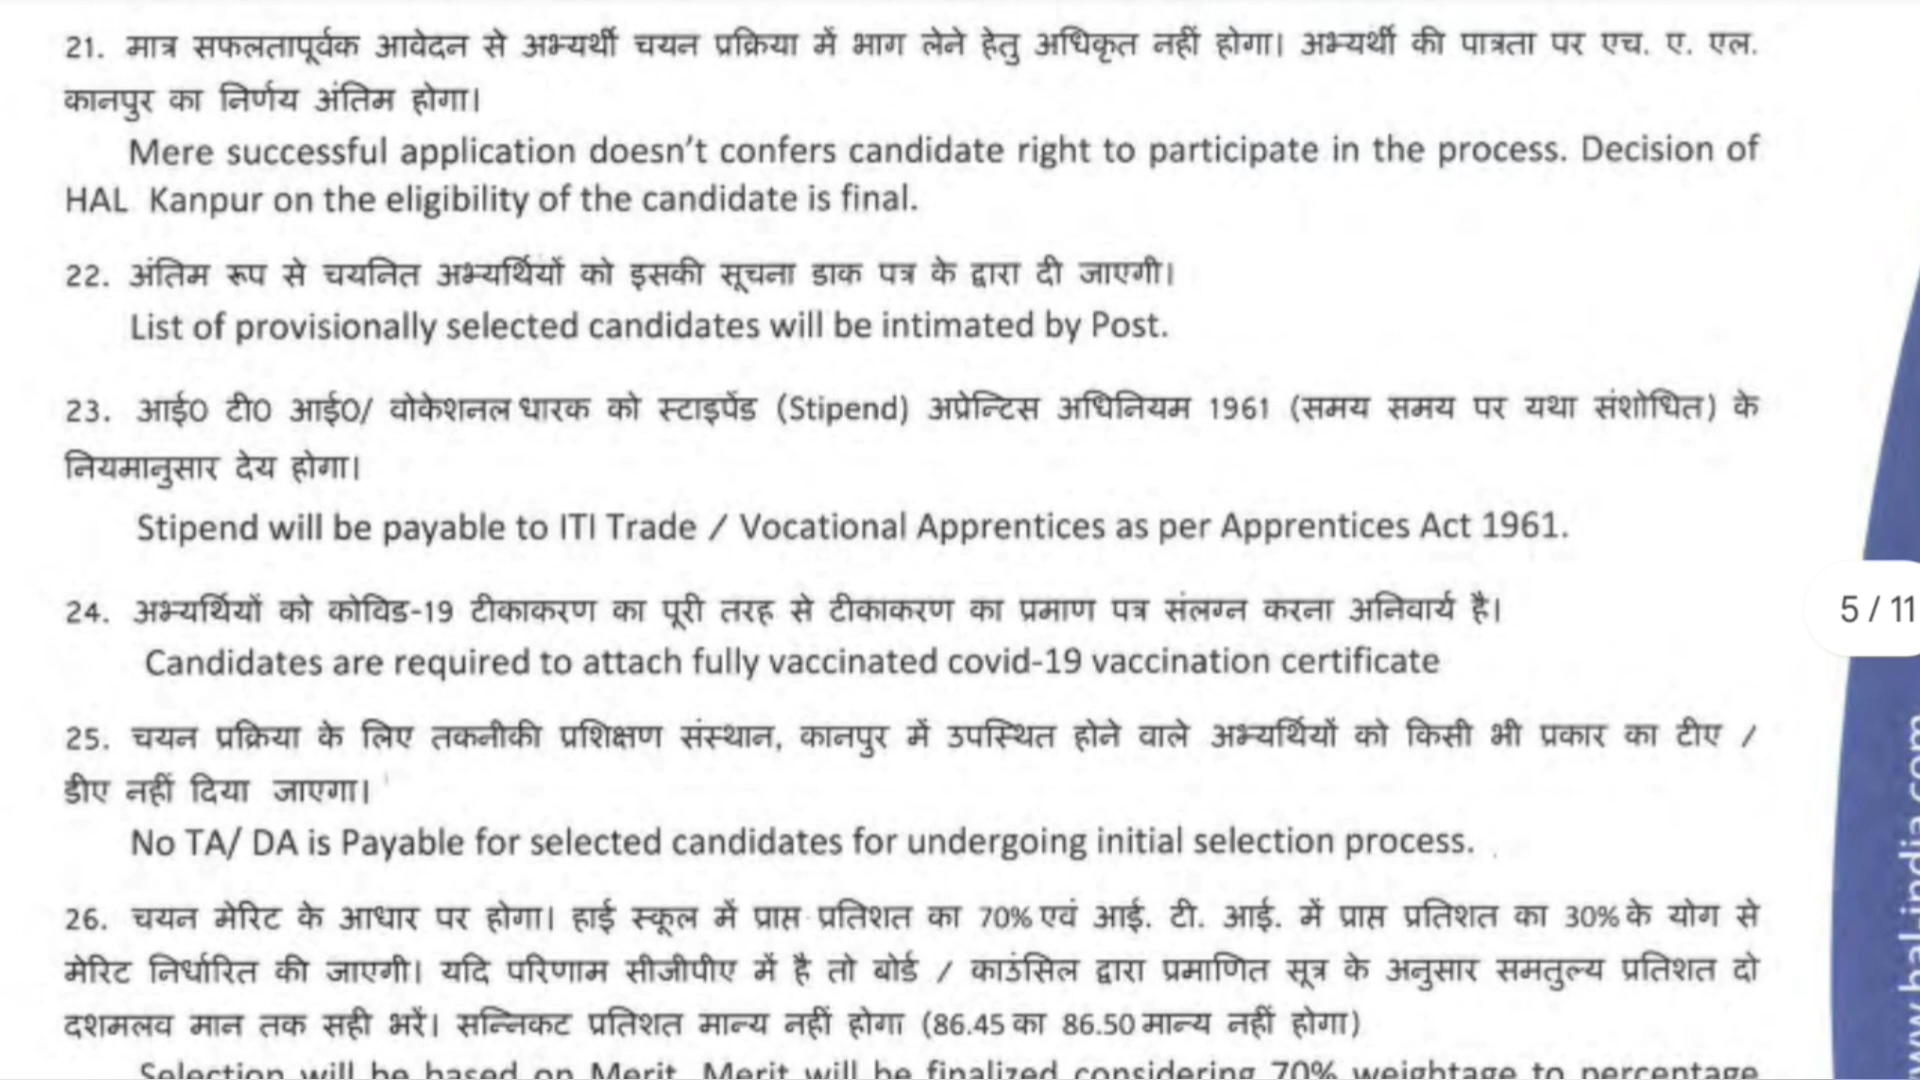 21. मात्र सफलतापूर्वक आवेदन से अभ्यर्थी चयन प्रक्रिया में भाग लेने हेतु अधिकृत नहीं होगा। अभ्यर्थी की पात्रता पर एच. ए. एल.
कानपुर का निर्णय अंतिम होगा।
Mere successful application doesn't confers candidate right to participate in the process. Decision of
HAL Kanpur on the eligibility of the candidate is final.
22. अंतिम रूप से चयनित अभ्यर्थियों को इसकी सूचना डाक पत्र के द्वारा दी जाएगी।
List of provisionally selected candidates will be intimated by Post.
23. आई0 टी0 आई0/ वोकेशनल धारक को स्टाइपेंड (Stipend) अप्रेन्टिस अधिनियम 1961 (समय समय पर यथा संशोधित) के
नियमानुसार देय होगा।
Stipend will be payable to ITI Trade / Vocational Apprentices as per Apprentices Act 1961.
24. अभ्यर्थियों को कोविड-19 टीकाकरण का पूरी तरह से टीकाकरण का प्रमाण पत्र संलग्न करना अनिवार्य है।
Candidates are required to attach fully vaccinated covid-19 vaccination certificate
5 / 11
25. चयन प्रक्रिया के लिए तकनीकी प्रशिक्षण संस्थान, कानपुर में उपस्थित होने वाले अभ्यर्थियों को किसी भी प्रकार का टीए /
डीए नहीं दिया जाएगा।
No TA/ DA is Payable for selected candidates for undergoing initial selection process.
26. चयन मेरिट के आधार पर होगा। हाई स्कूल में प्राप्त प्रतिशत का 70% एवं आई. टी. आई. में प्राप्त प्रतिशत का 30% के योग से
मेरिट निर्धारित की जाएगी। यदि परिणाम सीजीपीए में है तो बोर्ड / काउंसिल द्वारा प्रमाणित सूत्र के अनुसार समतुल्य प्रतिशत दो
दशमलव मान तक सही भरें। सन्निकट प्रतिशत मान्य नहीं होगा (86.45 का 86.50 मान्य नहीं होगा)
Selection will be based on Merit. Merit will be finalized considering 70% weightage to percentage
ww.hal-india.com